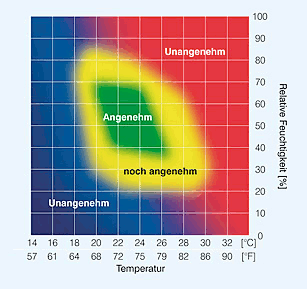 100
90
Unangenehm
80
70
60
Angenehm
50
40
30
noch angenehm
20
Unangenehm
10
0
Relative Feuchtigkeit [%]
14 16 18 20 22 24 26 28 30 32 [°C]
57 61 64 68 72 75 79 82 86 90 [°F]
Temperatur